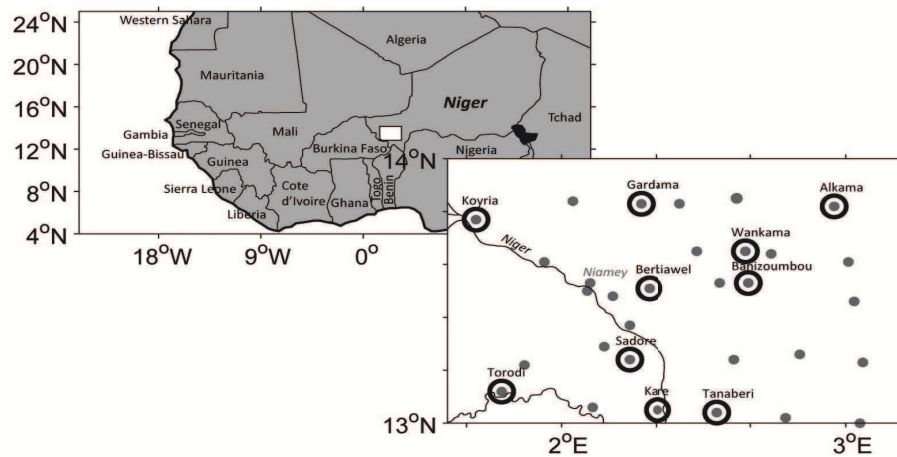 24°N
20°N
16°N
12°N
8°N
4°N
18°W
9°W
0°
Western Sahara
Algeria
Mauritania
Niger
Tchad
Senegal
Mali
Gambia
Burkina Faso
Nigeria
Guinea-Bissau
Guinea
Togo
Benin
Sierra Leone
Cote
d'Ivoire
Ghana
Liberia
14°N
Koyria
Gardama
Alkama
Wankama
Niger
Niamey
Berliawel
Banizoumbou
Sadore
Torodi
Kare
Tanaberi
13°N
2°E
3°E